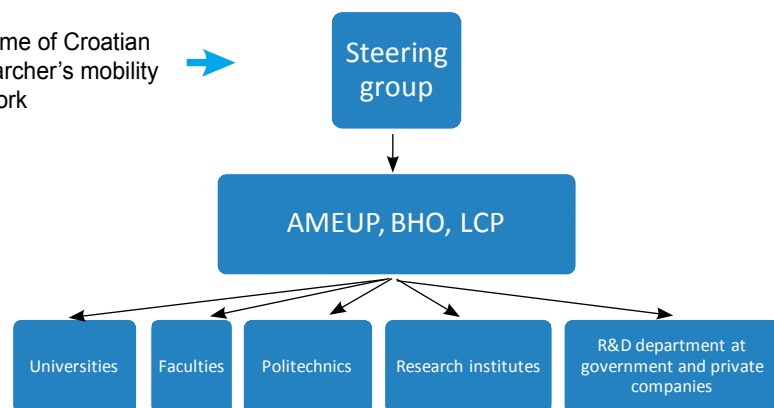 me of Croatian
archer's mobility
ork
Steering
group
AMEUP, BHO, LCP
Universities
Faculties
Politechnics
Research institutes
R&D department at
government and private
companies